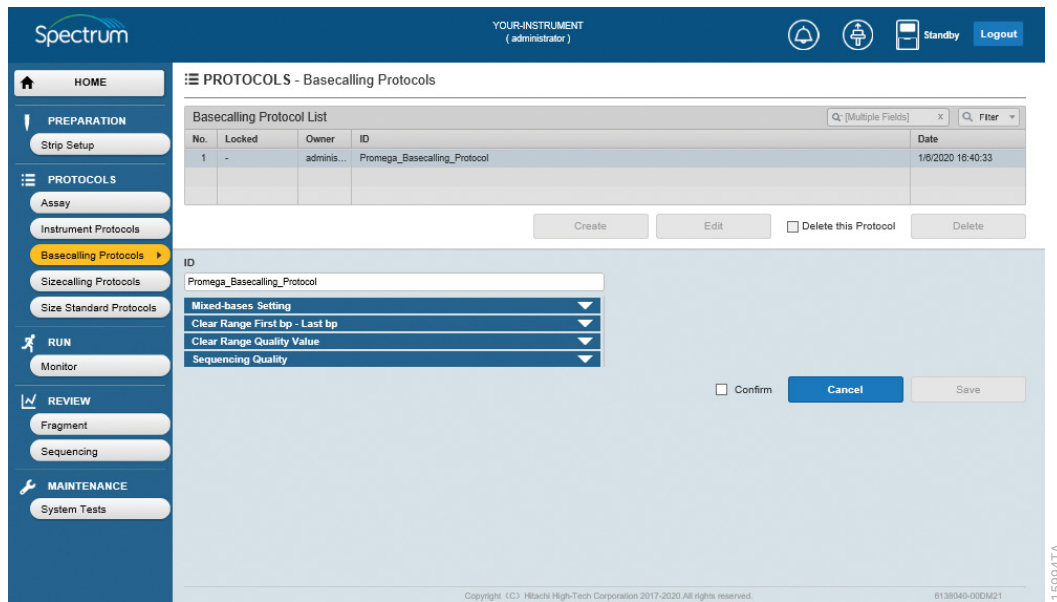 Spectrum
YOUR-INSTRUMENT
( administrator )
Standby
Logout
HOME
PREPARATION
Strip Setup
PROTOCOLS
Assay
Instrument Protocols
Basecalling Protocols
Sizecalling Protocols
Size Standard Protocols
RUN
Monitor
REVIEW
Fragment
Sequencing
MAINTENANCE
System Tests
PROTOCOLS - Basecalling Protocols
Basecalling Protocol List
[Multiple Fields] x Filter
No. Locked Owner ID Date
1 - adminis... Promega_Basecalling_Protocol 1/6/2020 16:40:33
Create Edit Delete this Protocol Delete
ID
Promega_Basecalling_Protocol
Mixed-bases Setting
Clear Range First bp - Last bp
Clear Range Quality Value
Sequencing Quality
Confirm Cancel Save
Copyright (C) Hitachi High-Tech Corporation 2017-2020.All rights reserved. 6138040-00DM21
15994TA